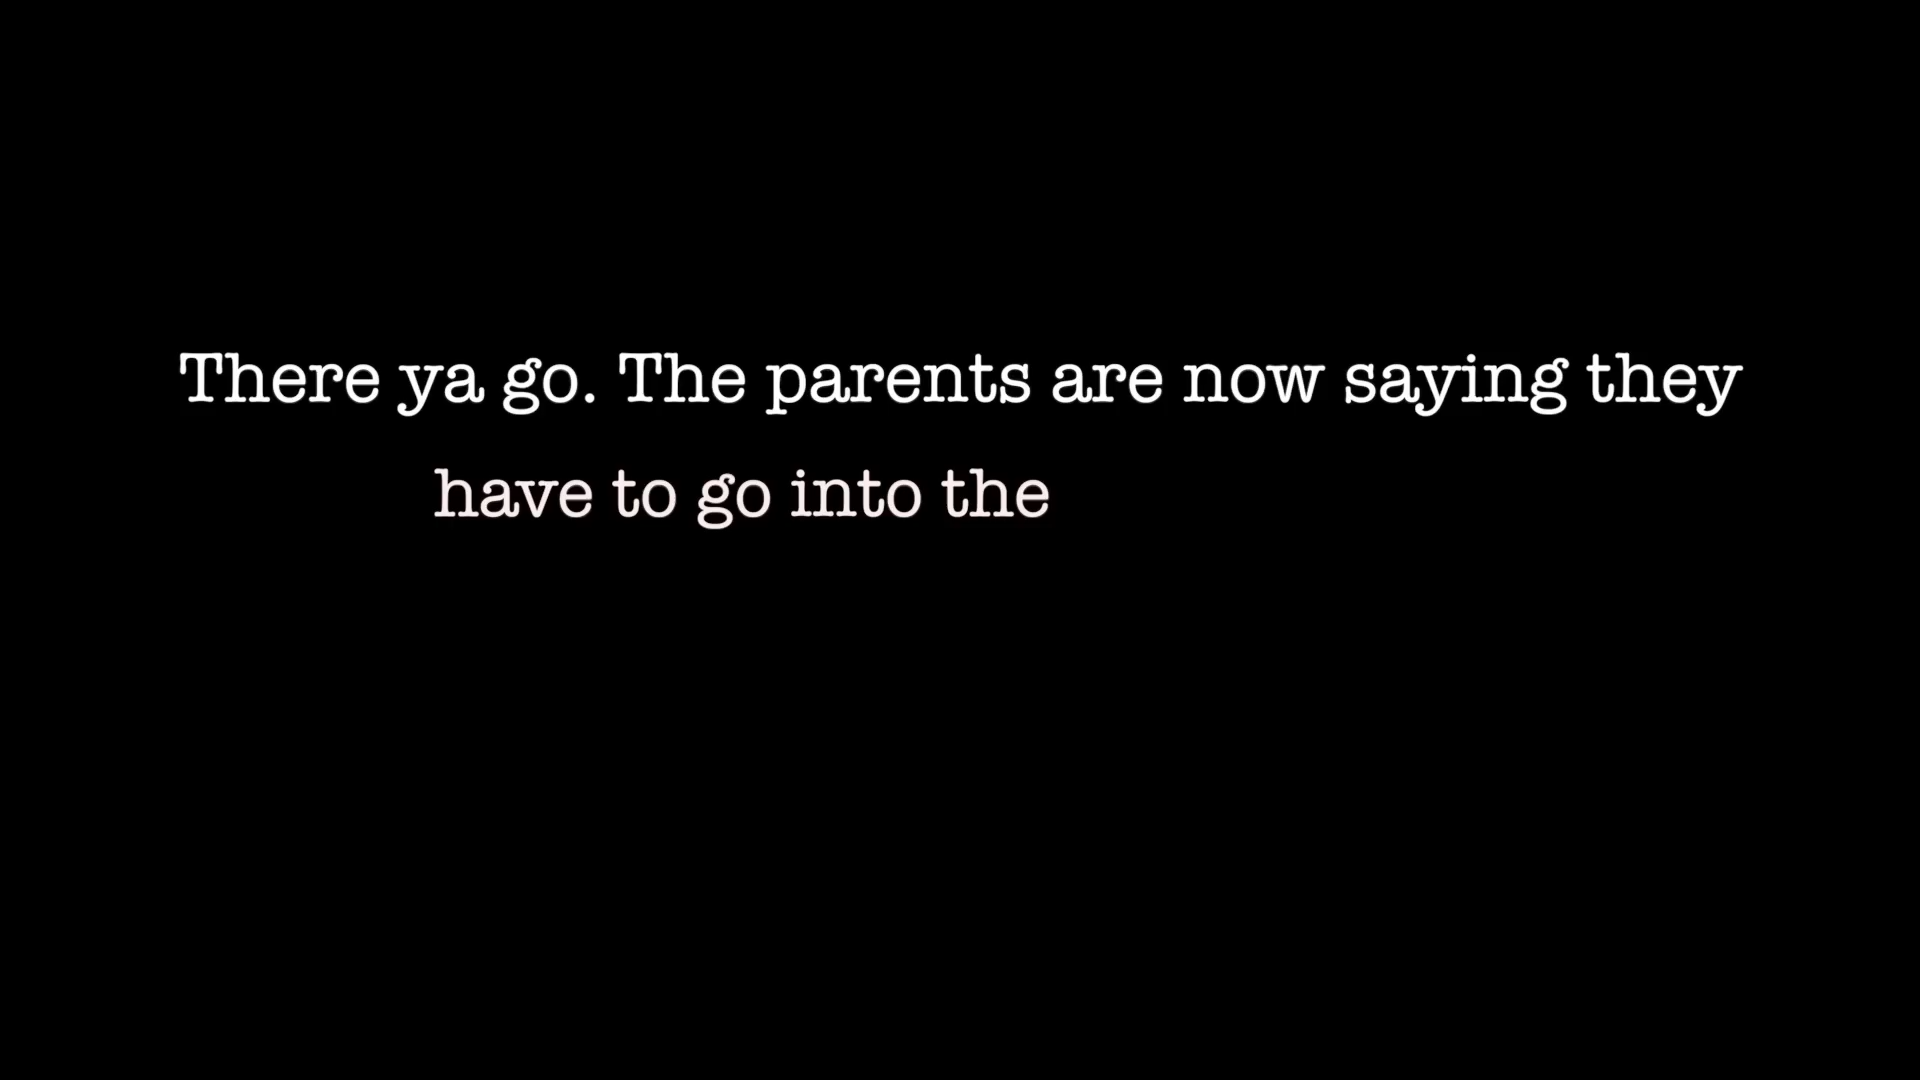 There ya go. The parents are now saying they
have to go into the